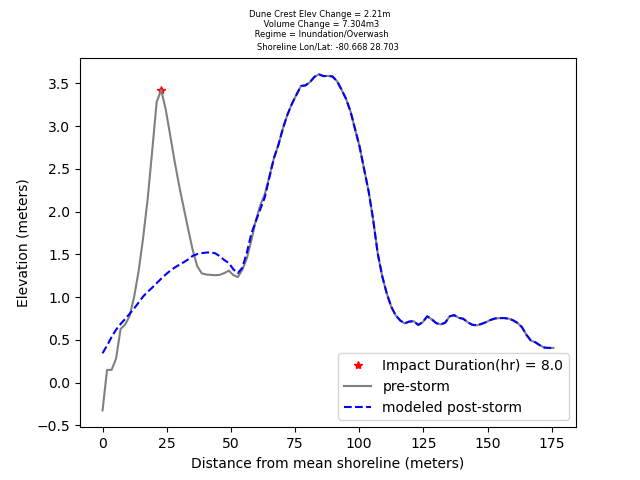 Dune Crest Elev Change = 2.21m
Volume Change = 7.304m3
Regime = Inundation/Overwash
Shoreline Lon/Lat: -80.668 28.703
Elevation (meters)
3.5
3.0
2.5
2.0
1.5
1.0
0.5
0.0
−0.5
Impact Duration(hr) = 8.0
pre-storm
modeled post-storm
0 25 50 75 100 125 150 175
Distance from mean shoreline (meters)